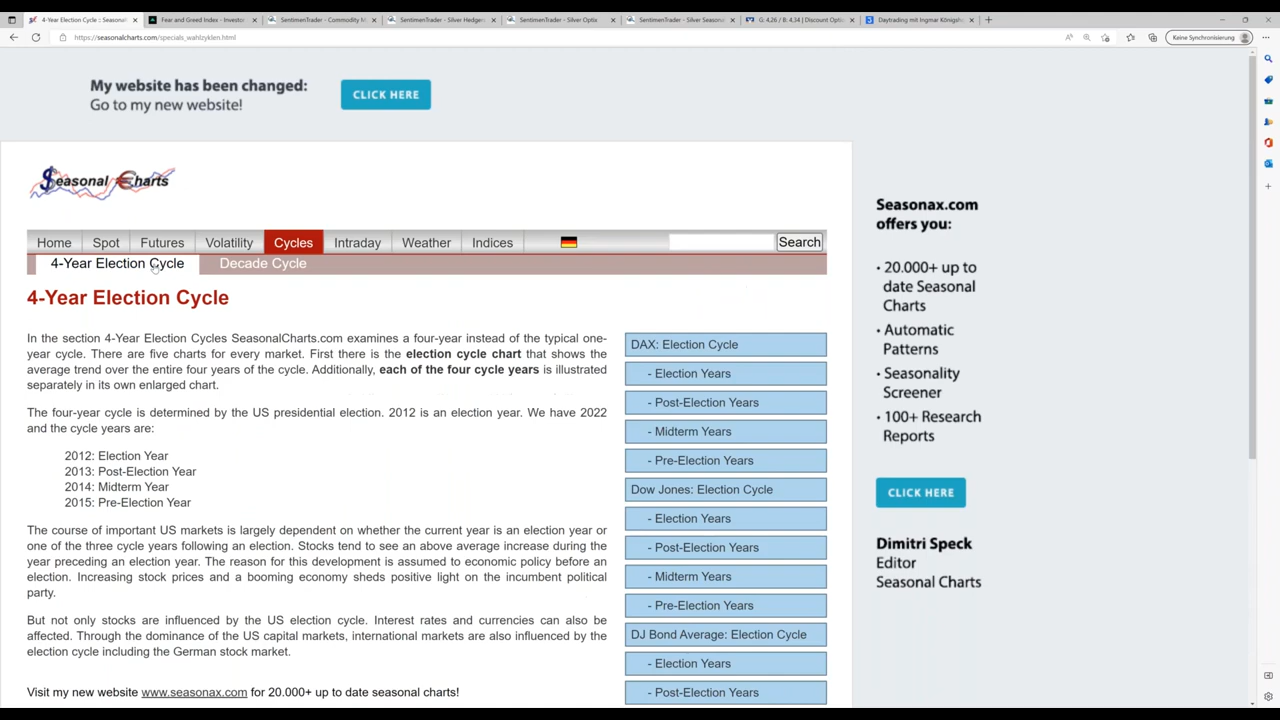 4-Year Election Cycle :: Seasonal
Fear and Greed Index - Investor
SentimenTrader - Commodity M
SentimenTrader - Silver Hedgers
SentimenTrader - Silver Optix
SentimenTrader - Silver Seasonal
G: 4,26 / B: 4,34 | Discount Optio
Daytrading mit Ingmar Königsho
https://seasonalcharts.com/specials_wahlzyklen.html
Keine Synchronisierung
My website has been changed:
Go to my new website!
CLICK HERE
Seasonal Charts
Home
Spot
Futures
Volatility
Cycles
Intraday
Weather
Indices
Search
4-Year Election Cycle
Decade Cycle
4-Year Election Cycle
In the section 4-Year Election Cycles SeasonalCharts.com examines a four-year instead of the typical one-
year cycle. There are five charts for every market. First there is the election cycle chart that shows the
average trend over the entire four years of the cycle. Additionally, each of the four cycle years is illustrated
separately in its own enlarged chart.
The four-year cycle is determined by the US presidential election. 2012 is an election year. We have 2022
and the cycle years are:
2012: Election Year
2013: Post-Election Year
2014: Midterm Year
2015: Pre-Election Year
The course of important US markets is largely dependent on whether the current year is an election year or
one of the three cycle years following an election. Stocks tend to see an above average increase during the
year preceding an election year. The reason for this development is assumed to economic policy before an
election. Increasing stock prices and a booming economy sheds positive light on the incumbent political
party.
But not only stocks are influenced by the US election cycle. Interest rates and currencies can also be
affected. Through the dominance of the US capital markets, international markets are also influenced by the
election cycle including the German stock market.
Visit my new website www.seasonax.com for 20.000+ up to date seasonal charts!
DAX: Election Cycle
- Election Years
- Post-Election Years
- Midterm Years
- Pre-Election Years
Dow Jones: Election Cycle
- Election Years
- Post-Election Years
- Midterm Years
- Pre-Election Years
DJ Bond Average: Election Cycle
- Election Years
- Post-Election Years
Seasonax.com
offers you:
• 20.000+ up to
date Seasonal
Charts
• Automatic
Patterns
• Seasonality
Screener
• 100+ Research
Reports
CLICK HERE
Dimitri Speck
Editor
Seasonal Charts